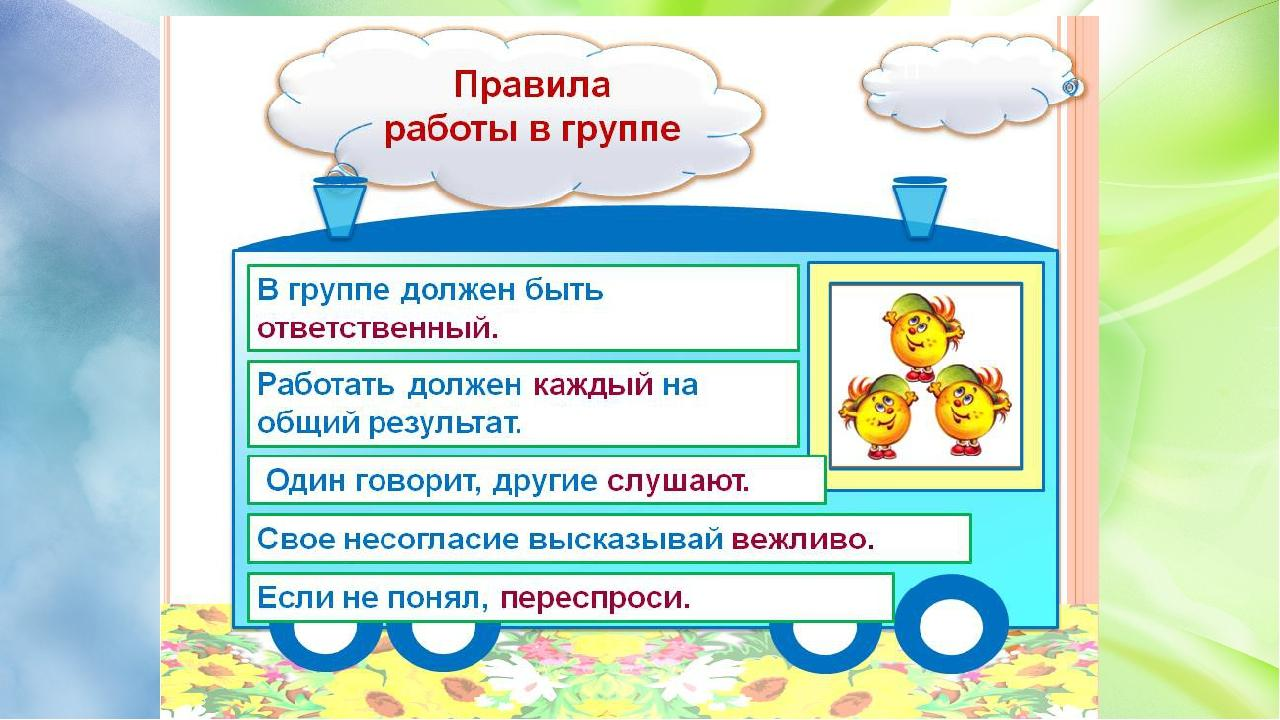 Правила
работы в группе
В группе должен быть
ответственный.
Работать должен каждый на
общий результат.
Один говорит, другие слушают.
Свое несогласие высказывай вежливо.
Если не понял, переспроси.